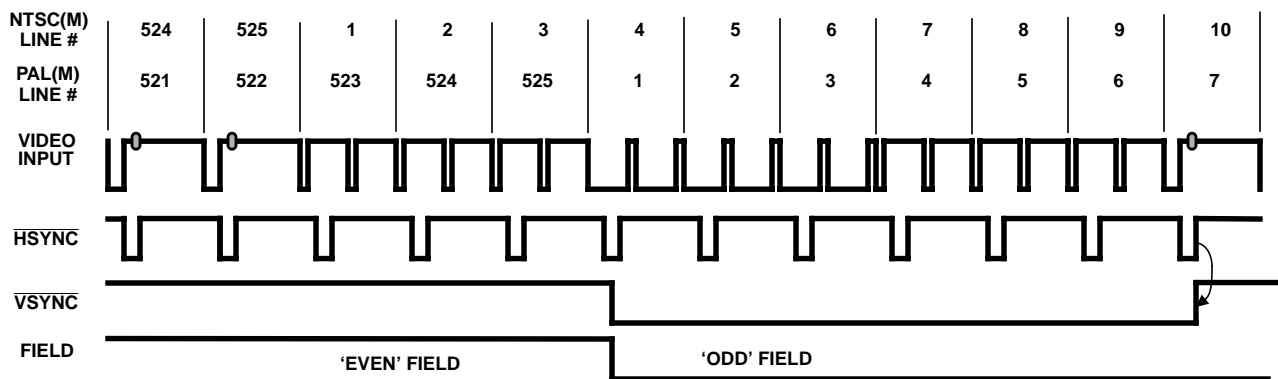 NTSC(M)
LINE #
524 525 1 2 3 4 5 6 7 8 9 10
PAL(M)
LINE #
521 522 523 524 525 1 2 3 4 5 6 7
VIDEO
INPUT
HSYNC
VSYNC
FIELD
‘EVEN’ FIELD
‘ODD’ FIELD